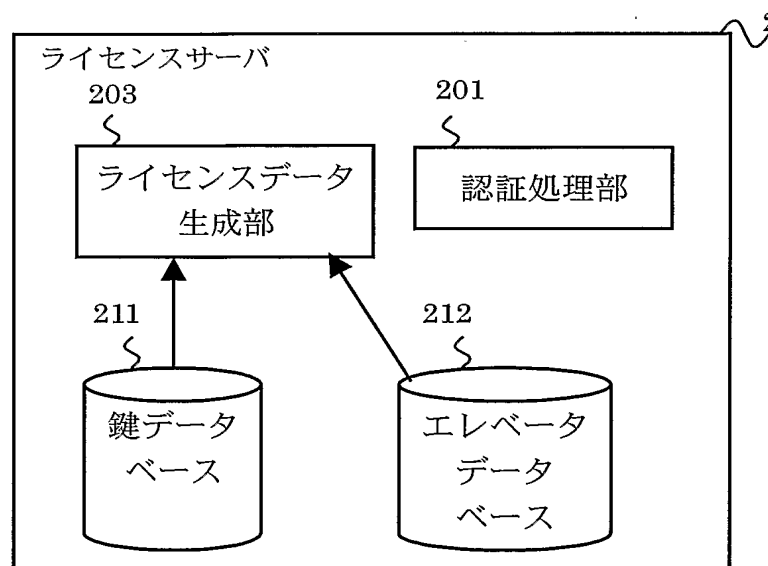 ライセンスサーバ
203
201
ライセンスデータ
生成部
認証処理部
211
212
鍵データ
ベース
エレベータ
データ
ベース